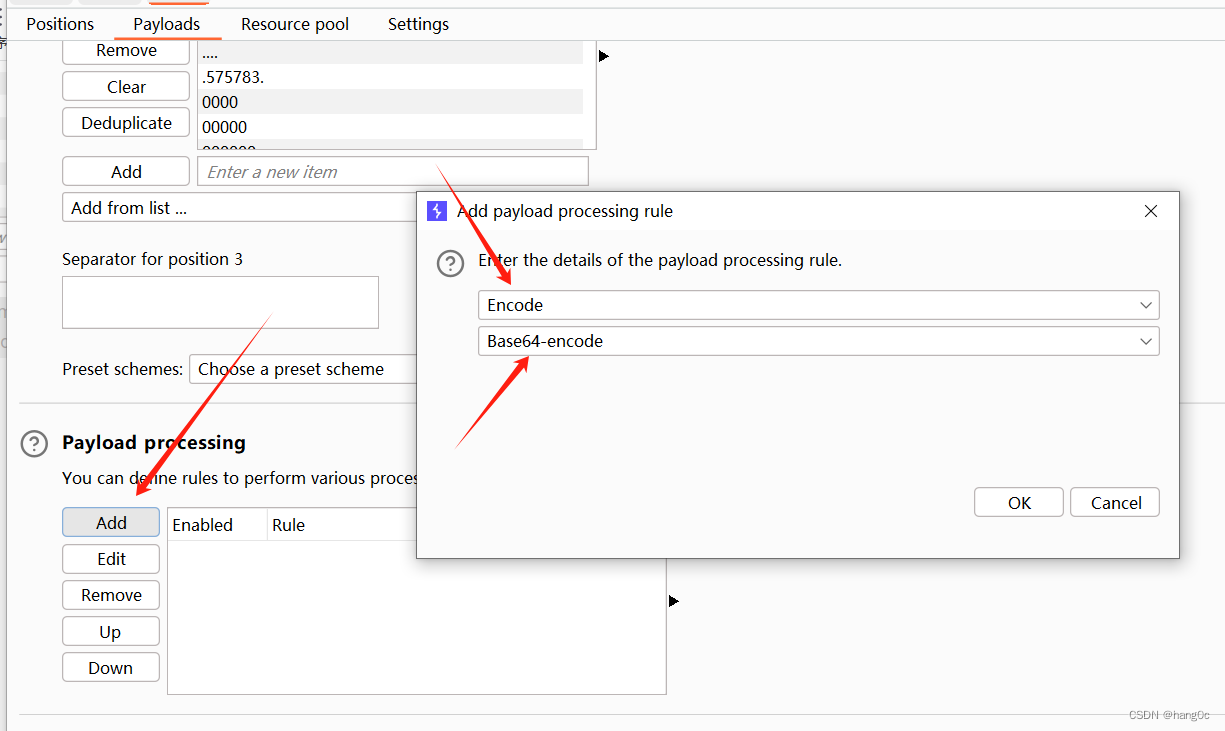 Positions Payloads Resource pool Settings
Remove
....
Clear
.575783.
0000
Deduplicate
00000
Add
Enter a new item
Add from list ...
Add payload processing rule
Enter the details of the payload processing rule.
Encode
Base64-encode
OK
Cancel
Separator for position 3
Preset schemes:
Choose a preset scheme
Payload processing
You can define rules to perform various proces
Add
Enabled
Rule
Edit
Remove
Up
Down
CSDN @hang0c